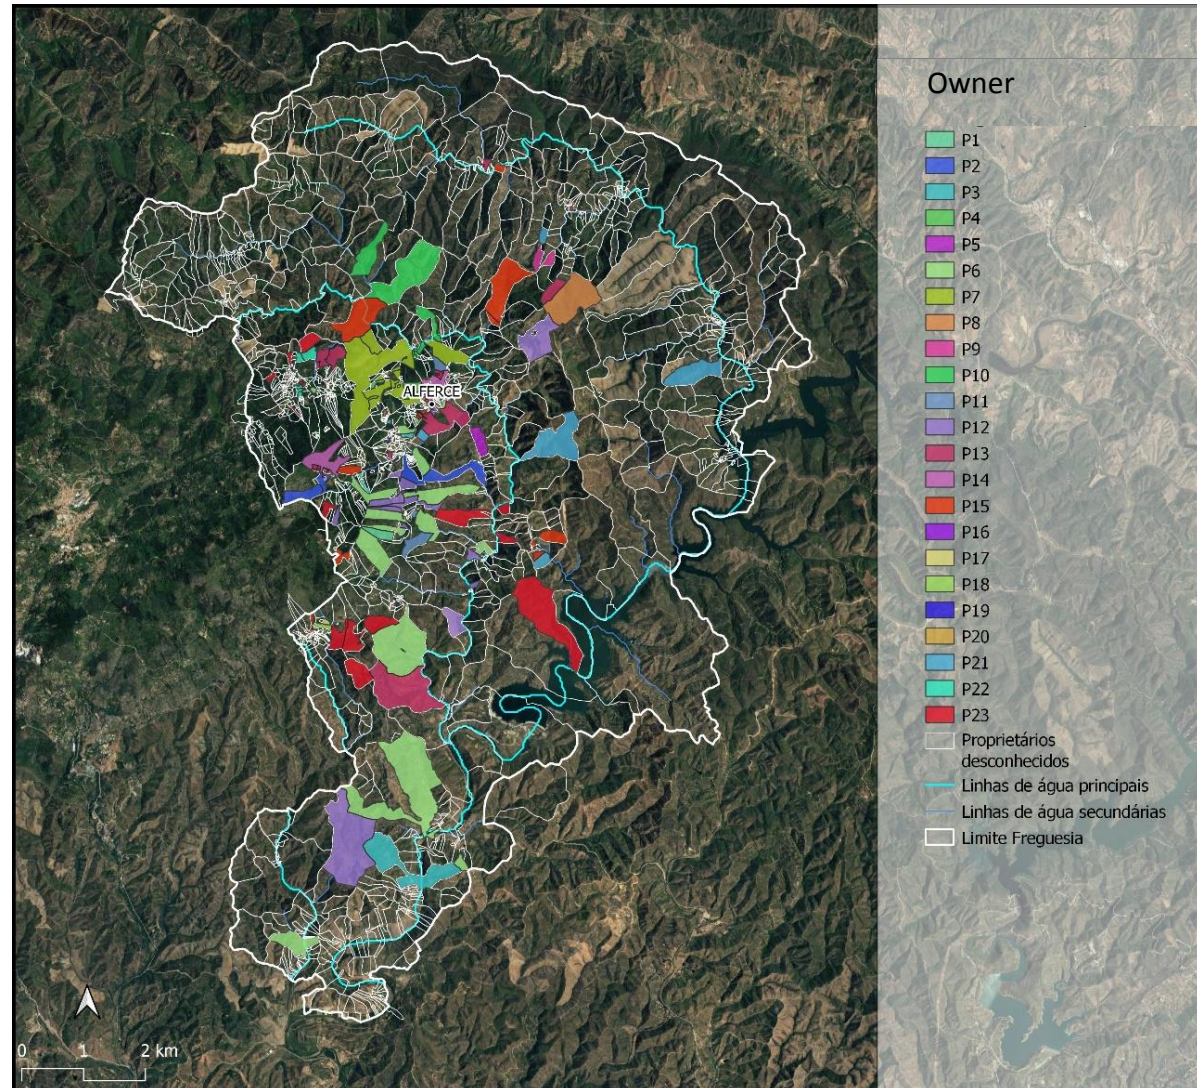 Owner
P1
P2
P3
P4
P5
P6
P7
P8
P9
P10
P11
P12
P13
P14
P15
P16
P17
P18
P19
P20
P21
P22
P23
Proprietários
desconhecidos
Linhas de água principais
Linhas de água secundárias
Limite Freguesia
ALFERCE
0 1 2 km